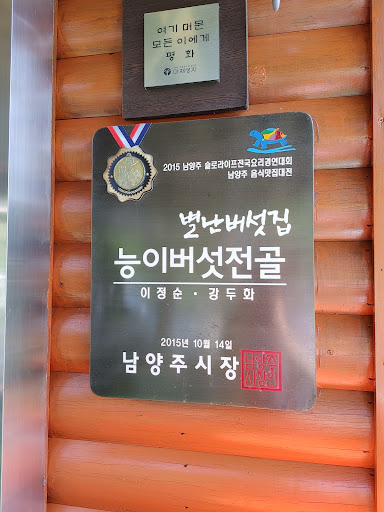 여기 머문
모든 이에게
평화
2015 남양주 슬로라이프전국요리경연대회
남양주 음식맛집대전
별난버섯집
능이버섯전골
이정순 · 강두화
2015년 10월 14일
남양주시장